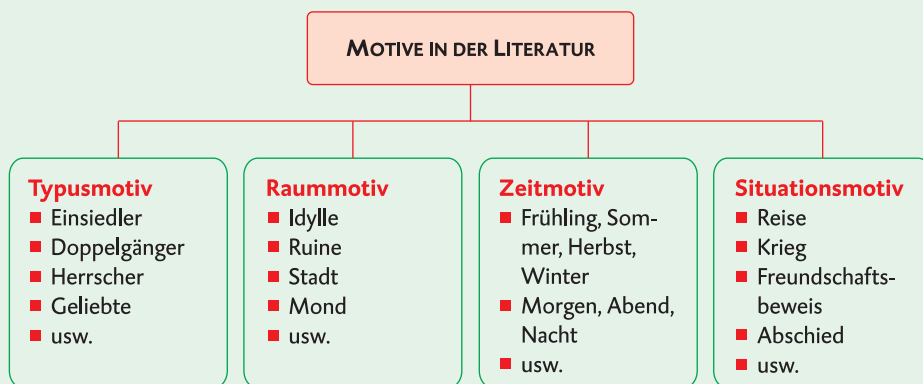 MOTIVE IN DER LITERATUR
Typusmotiv
■ Einsiedler
■ Doppelgänger
■ Herrscher
■ Geliebte
■ usw.
Raummotiv
■ Idylle
■ Ruine
■ Stadt
■ Mond
■ usw.
Zeitmotiv
■ Frühling, Som-
mer, Herbst,
Winter
■ Morgen, Abend,
Nacht
■ usw.
Situationsmotiv
■ Reise
■ Krieg
■ Freundschafts-
beweis
■ Abschied
■ usw.